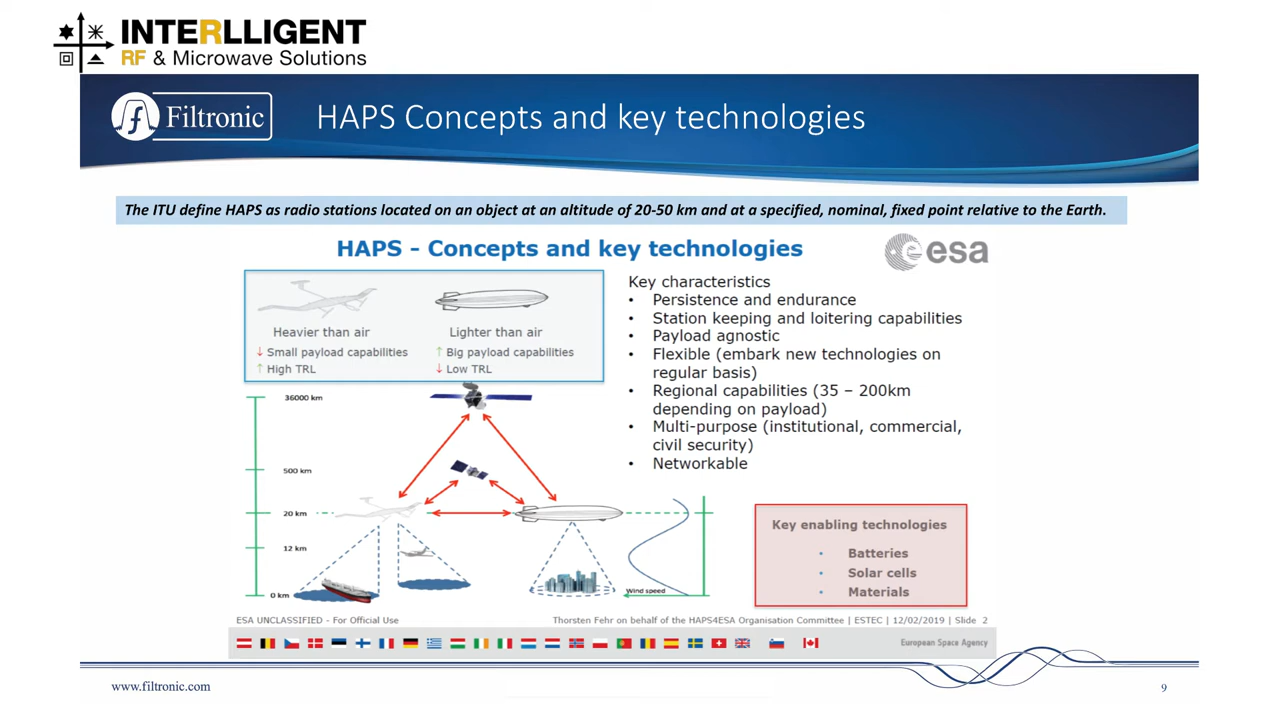 INTERLLIGENT
RF & Microwave Solutions
Filtronic
HAPS Concepts and key technologies
The ITU define HAPS as radio stations located on an object at an altitude of 20-50 km and at a specified, nominal, fixed point relative to the Earth.
HAPS - Concepts and key technologies
esa
Heavier than air
↓ Small payload capabilities
↑ High TRL
Lighter than air
↑ Big payload capabilities
↓ Low TRL
Key characteristics
• Persistence and endurance
• Station keeping and loitering capabilities
• Payload agnostic
• Flexible (embark new technologies on
regular basis)
• Regional capabilities (35 – 200km
depending on payload)
• Multi-purpose (institutional, commercial,
civil security)
• Networkable
36000 km
500 km
20 km
12 km
0 km
Wind speed
Key enabling technologies
• Batteries
• Solar cells
• Materials
ESA UNCLASSIFIED - For Official Use
Thorsten Fehr on behalf of the HAPS4ESA Organisation Committee | ESTEC | 12/02/2019 | Slide 2
European Space Agency
www.filtronic.com
9